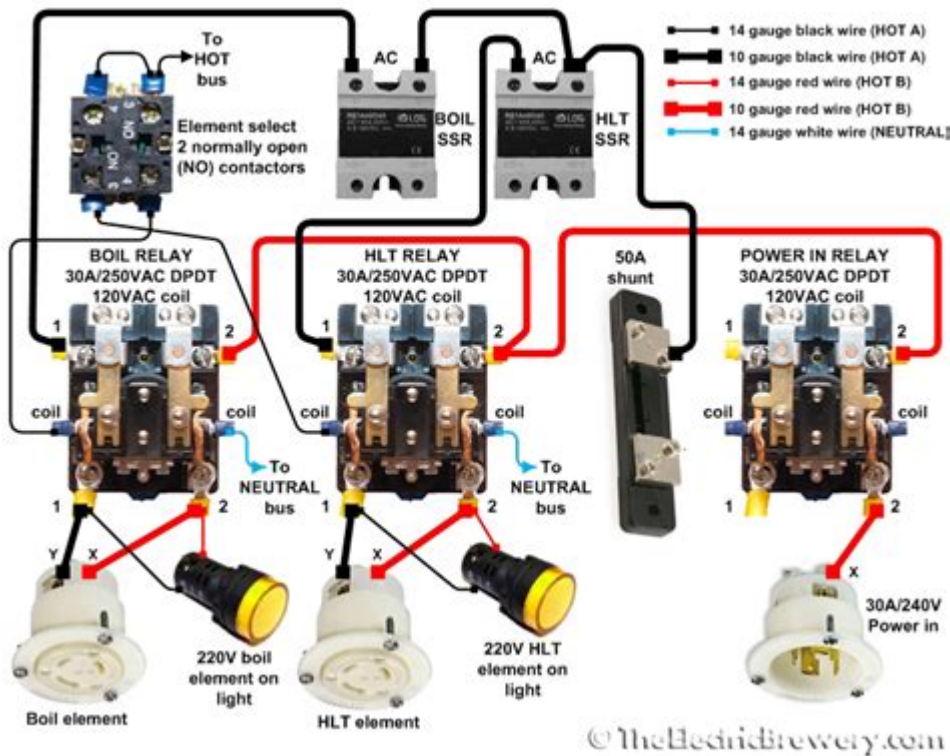 To
HOT
bus
Element select
2 normally open
(NO) contactors
AC
AC
BOIL
SSR
HLT
SSR
14 gauge black wire (HOT A)
10 gauge black wire (HOT A)
14 gauge red wire (HOT B)
10 gauge red wire (HOT B)
14 gauge white wire (NEUTRAL)
BOIL RELAY
30A/250VAC DPDT
120VAC coil
HLT RELAY
30A/250VAC DPDT
120VAC coil
50A
shunt
POWER IN RELAY
30A/250VAC DPDT
120VAC coil
1
2
1
2
1
2
coil
coil
coil
coil
coil
coil
To
NEUTRAL
bus
To
NEUTRAL
bus
1
2
1
2
1
2
Y
X
Y
X
X
220V boil
element on
light
220V HLT
element on
light
30A/240V
Power in
Boil element
HLT element
© TheElectricBrewery.com